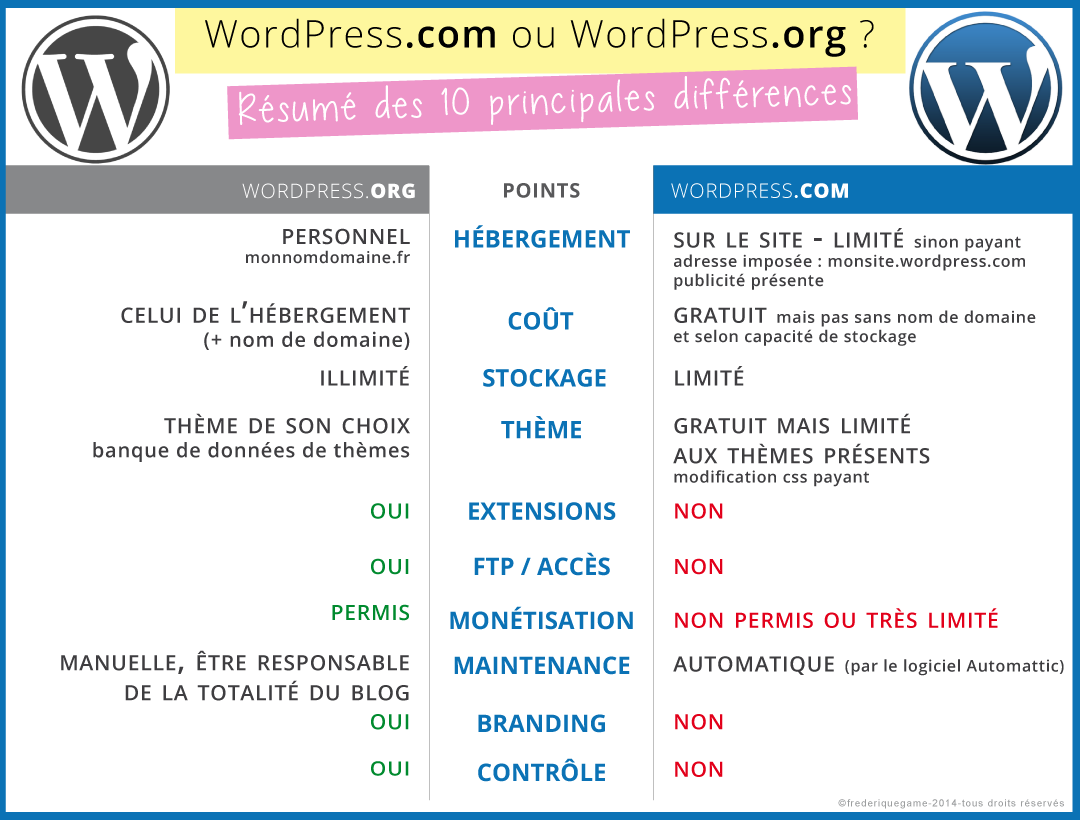 WordPress.com ou WordPress.org ?
Résumé des 10 principales différences
WORDPRESS.ORG POINTS WORDPRESS.COM
PERSONNEL
monnomdomaine.fr
HÉBERGEMENT
SUR LE SITE - LIMITÉ sinon payant
adresse imposée : monsite.wordpress.com
publicité présente
CELUI DE L'HÉBERGEMENT
(+ nom de domaine)
COÛT
GRATUIT mais pas sans nom de domaine
et selon capacité de stockage
ILLIMITÉ
STOCKAGE
LIMITÉ
THÈME DE SON CHOIX
banque de données de thèmes
THÈME
GRATUIT MAIS LIMITÉ
AUX THÈMES PRÉSENTS
modification css payant
OUI
EXTENSIONS
NON
OUI
FTP / ACCÈS
NON
PERMIS
MONÉTISATION
NON PERMIS OU TRÈS LIMITÉ
MANUELLE, ÊTRE RESPONSABLE
DE LA TOTALITÉ DU BLOG
MAINTENANCE
AUTOMATIQUE (par le logiciel Automattic)
OUI
BRANDING
NON
OUI
CONTRÔLE
NON
©frederiquegame-2014-tous droits réservés